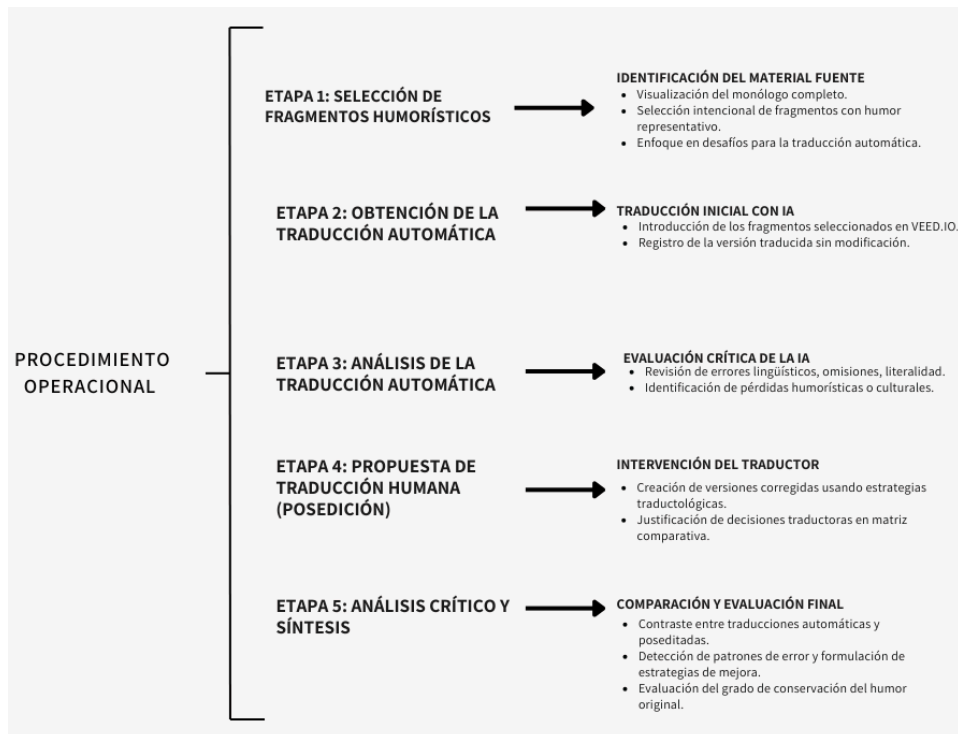 PROCEDIMIENTO
OPERACIONAL
ETAPA 1: SELECCIÓN DE
FRAGMENTOS HUMORÍSTICOS
IDENTIFICACIÓN DEL MATERIAL FUENTE
• Visualización del monólogo completo.
• Selección intencional de fragmentos con humor
representativo.
• Enfoque en desafíos para la traducción automática.
ETAPA 2: OBTENCIÓN DE LA
TRADUCCIÓN AUTOMÁTICA
TRADUCCIÓN INICIAL CON IA
• Introducción de los fragmentos seleccionados en VEED.IO.
• Registro de la versión traducida sin modificación.
ETAPA 3: ANÁLISIS DE LA
TRADUCCIÓN AUTOMÁTICA
EVALUACIÓN CRÍTICA DE LA IA
• Revisión de errores lingüísticos, omisiones, literalidad.
• Identificación de pérdidas humorísticas o culturales.
ETAPA 4: PROPUESTA DE
TRADUCCIÓN HUMANA
(POSEDICIÓN)
INTERVENCIÓN DEL TRADUCTOR
• Creación de versiones corregidas usando estrategias
traductológicas.
• Justificación de decisiones traductoras en matriz
comparativa.
ETAPA 5: ANÁLISIS CRÍTICO Y
SÍNTESIS
COMPARACIÓN Y EVALUACIÓN FINAL
• Contraste entre traducciones automáticas y
poseditadas.
• Detección de patrones de error y formulación de
estrategias de mejora.
• Evaluación del grado de conservación del humor
original.